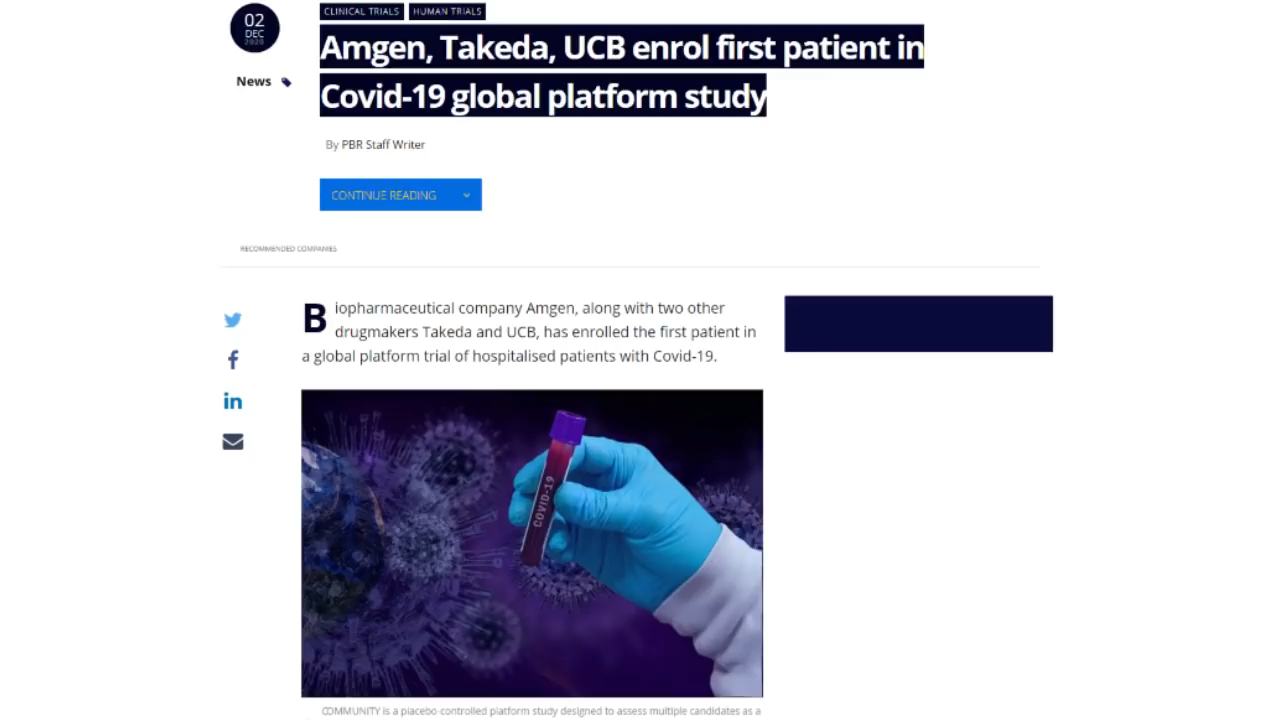 02
DEC
2020
News
CLINICAL TRIALS HUMAN TRIALS
Amgen, Takeda, UCB enrol first patient in
Covid-19 global platform study
By PBR Staff Writer
CONTINUE READING
RECOMMENDED COMPANIES
Biopharmaceutical company Amgen, along with two other
drugmakers Takeda and UCB, has enrolled the first patient in
a global platform trial of hospitalised patients with Covid-19.
COVID-19
COMMUNITY is a placebo-controlled platform study designed to assess multiple candidates as a